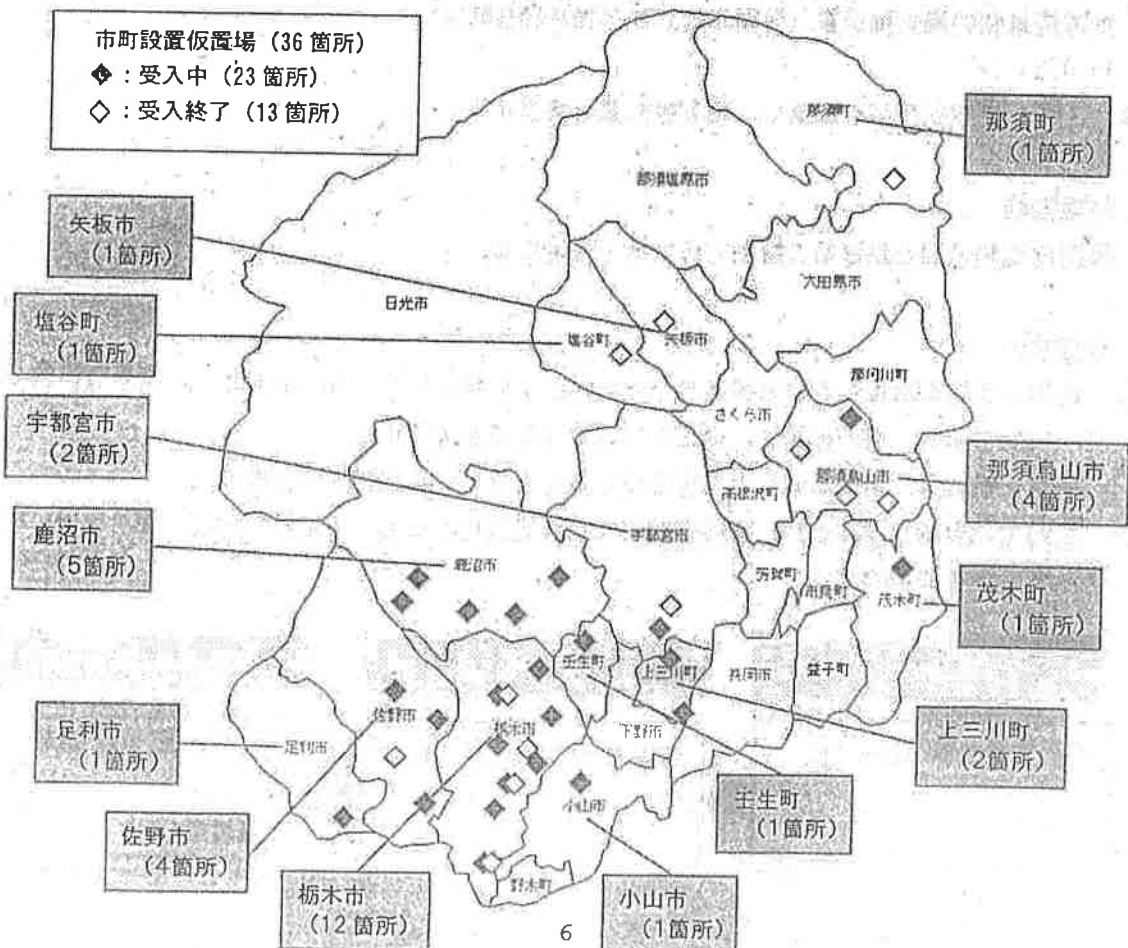 市町設置仮置場（36箇所）
◆：受入中（23箇所）
◇：受入終了（13箇所）
那須町
（1箇所）
矢板市
（1箇所）
塩谷町
（1箇所）
宇都宮市
（2箇所）
鹿沼市
（5箇所）
足利市
（1箇所）
佐野市
（4箇所）
栃木市
（12箇所）
小山市
（1箇所）
壬生町
（1箇所）
上三川町
（2箇所）
茂木町
（1箇所）
那須烏山市
（4箇所）
那須町
那須塩原市
大田原市
日光市
塩谷町
矢板市
那珂川町
さくら市
那須烏山市
高根沢町
宇都宮市
鹿沼市
芳賀町
市貝町
茂木町
壬生町
上三川町
真岡市
益子町
佐野市
足利市
栃木市
下野市
小山市
野木町
6